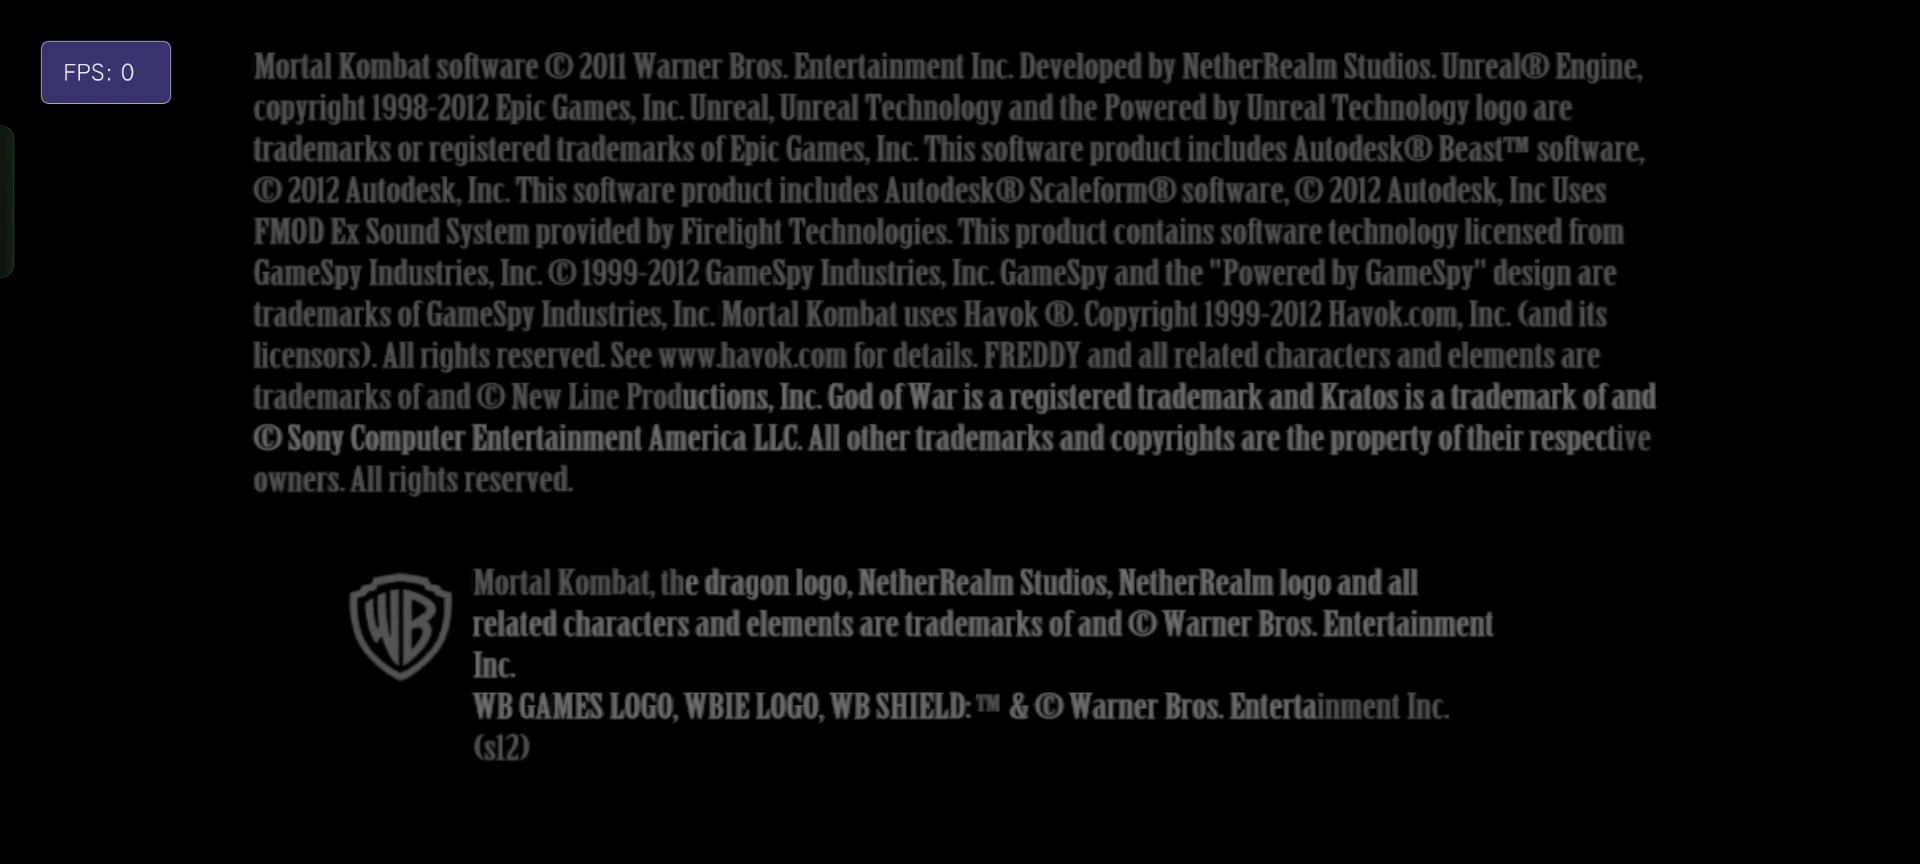 FPS: 0
Mortal Kombat software © 2011 Warner Bros. Entertainment Inc. Developed by NetherRealm Studios. Unreal® Engine,
copyright 1998-2012 Epic Games, Inc. Unreal, Unreal Technology and the Powered by Unreal Technology logo are
trademarks or registered trademarks of Epic Games, Inc. This software product includes Autodesk® Beast™ software,
© 2012 Autodesk, Inc. This software product includes Autodesk® Scaleform® software, © 2012 Autodesk, Inc Uses
FMOD Ex Sound System provided by Firelight Technologies. This product contains software technology licensed from
GameSpy Industries, Inc. © 1999-2012 GameSpy Industries, Inc. GameSpy and the "Powered by GameSpy" design are
trademarks of GameSpy Industries, Inc. Mortal Kombat uses Havok ®. Copyright 1999-2012 Havok.com, Inc. (and its
licensors). All rights reserved. See www.havok.com for details. FREDDY and all related characters and elements are
trademarks of and © New Line Productions, Inc. God of War is a registered trademark and Kratos is a trademark of and
© Sony Computer Entertainment America LLC. All other trademarks and copyrights are the property of their respective
owners. All rights reserved.
WB
Mortal Kombat, the dragon logo, NetherRealm Studios, NetherRealm logo and all
related characters and elements are trademarks of and © Warner Bros. Entertainment
Inc.
WB GAMES LOGO, WBIE LOGO, WB SHIELD: ™ & © Warner Bros. Entertainment Inc.
(s12)